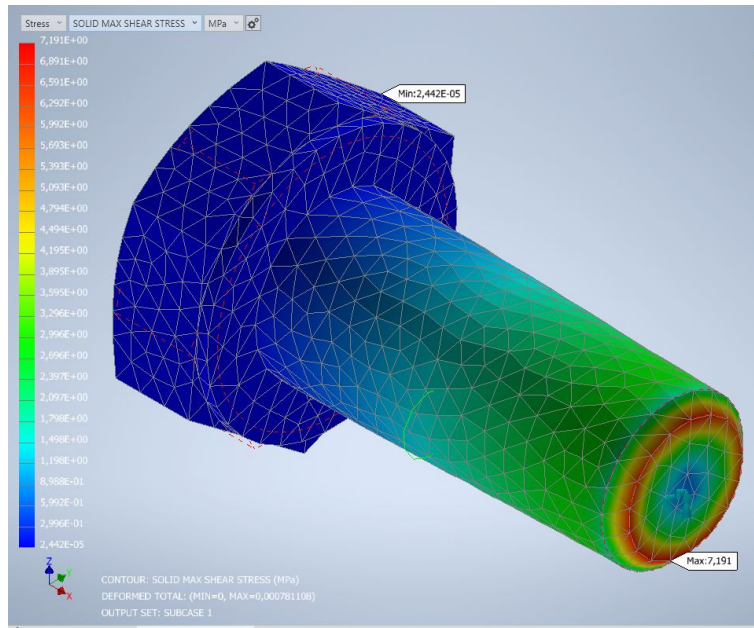 Stress SOLID MAX SHEAR STRESS MPa
7,191E+00
6,891E+00
6,592E+00
6,292E+00
5,992E+00
5,693E+00
5,393E+00
5,093E+00
4,794E+00
4,494E+00
4,195E+00
3,895E+00
3,595E+00
3,296E+00
2,996E+00
2,696E+00
2,397E+00
2,097E+00
1,798E+00
1,498E+00
1,198E+00
8,988E-01
5,992E-01
2,996E-01
2,442E-05
Min:2,442E-05
Max:7,191
Z
Y
X
CONTOUR: SOLID MAX SHEAR STRESS (MPa)
DEFORMED TOTAL: (MIN=0, MAX=0,000781108)
OUTPUT SET: SUBCASE 1